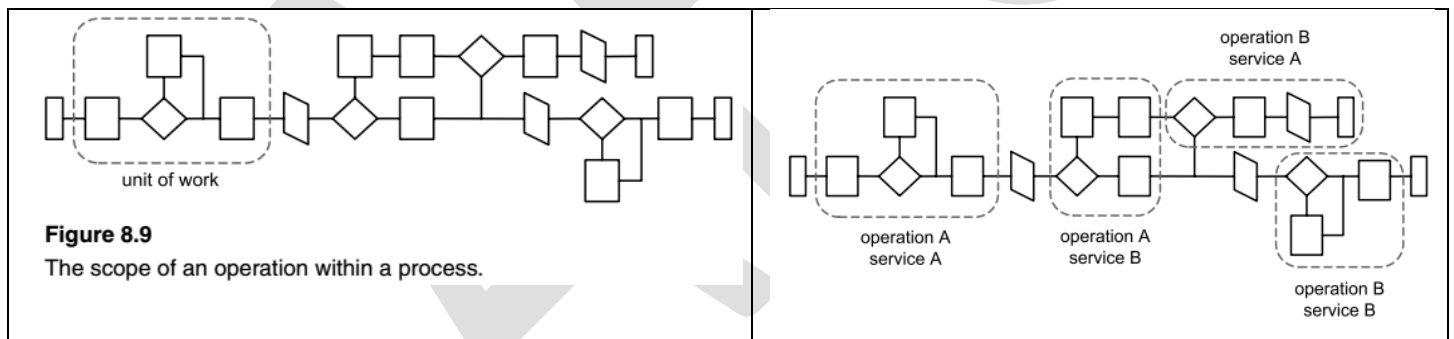 unit of work
Figure 8.9
The scope of an operation within a process.
operation B
service A
operation A
service A
operation A
service B
operation B
service B